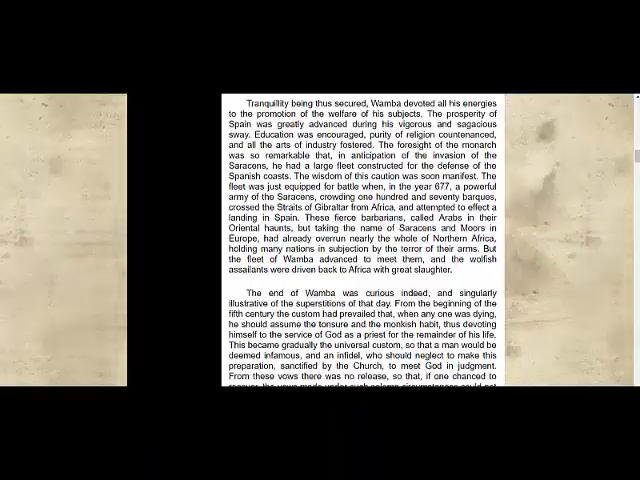 Tranquillity being thus secured, Wamba devoted all his energies
to the promotion of the welfare of his subjects. The prosperity of
Spain was greatly advanced during his vigorous and sagacious
sway. Education was encouraged, purity of religion countenanced,
and all the arts of industry fostered. The foresight of the monarch
was so remarkable that, in anticipation of the invasion of the
Saracens, he had a large fleet constructed for the defense of the
Spanish coasts. The wisdom of this caution was soon manifest. The
fleet was just equipped for battle when, in the year 677, a powerful
army of the Saracens, crowding one hundred and seventy barques,
crossed the Straits of Gibraltar from Africa, and attempted to effect a
landing in Spain. These fierce barbarians, called Arabs in their
Oriental haunts, but taking the name of Saracens and Moors in
Europe, had already overrun nearly the whole of Northern Africa,
holding many nations in subjection by the terror of their arms. But
the fleet of Wamba advanced to meet them, and the wolfish
assailants were driven back to Africa with great slaughter.
The end of Wamba was curious indeed, and singularly
illustrative of the superstitions of that day. From the beginning of the
fifth century the custom had prevailed that, when any one was dying,
he should assume the tonsure and the monkish habit, thus devoting
himself to the service of God as a priest for the remainder of his life.
This became gradually the universal custom, so that a man would be
deemed infamous, and an infidel, who should neglect to make this
preparation, sanctified by the Church, to meet God in judgment.
From these vows there was no release, so that, if one chanced to
recover, the vows made under such solemn circumstances could not